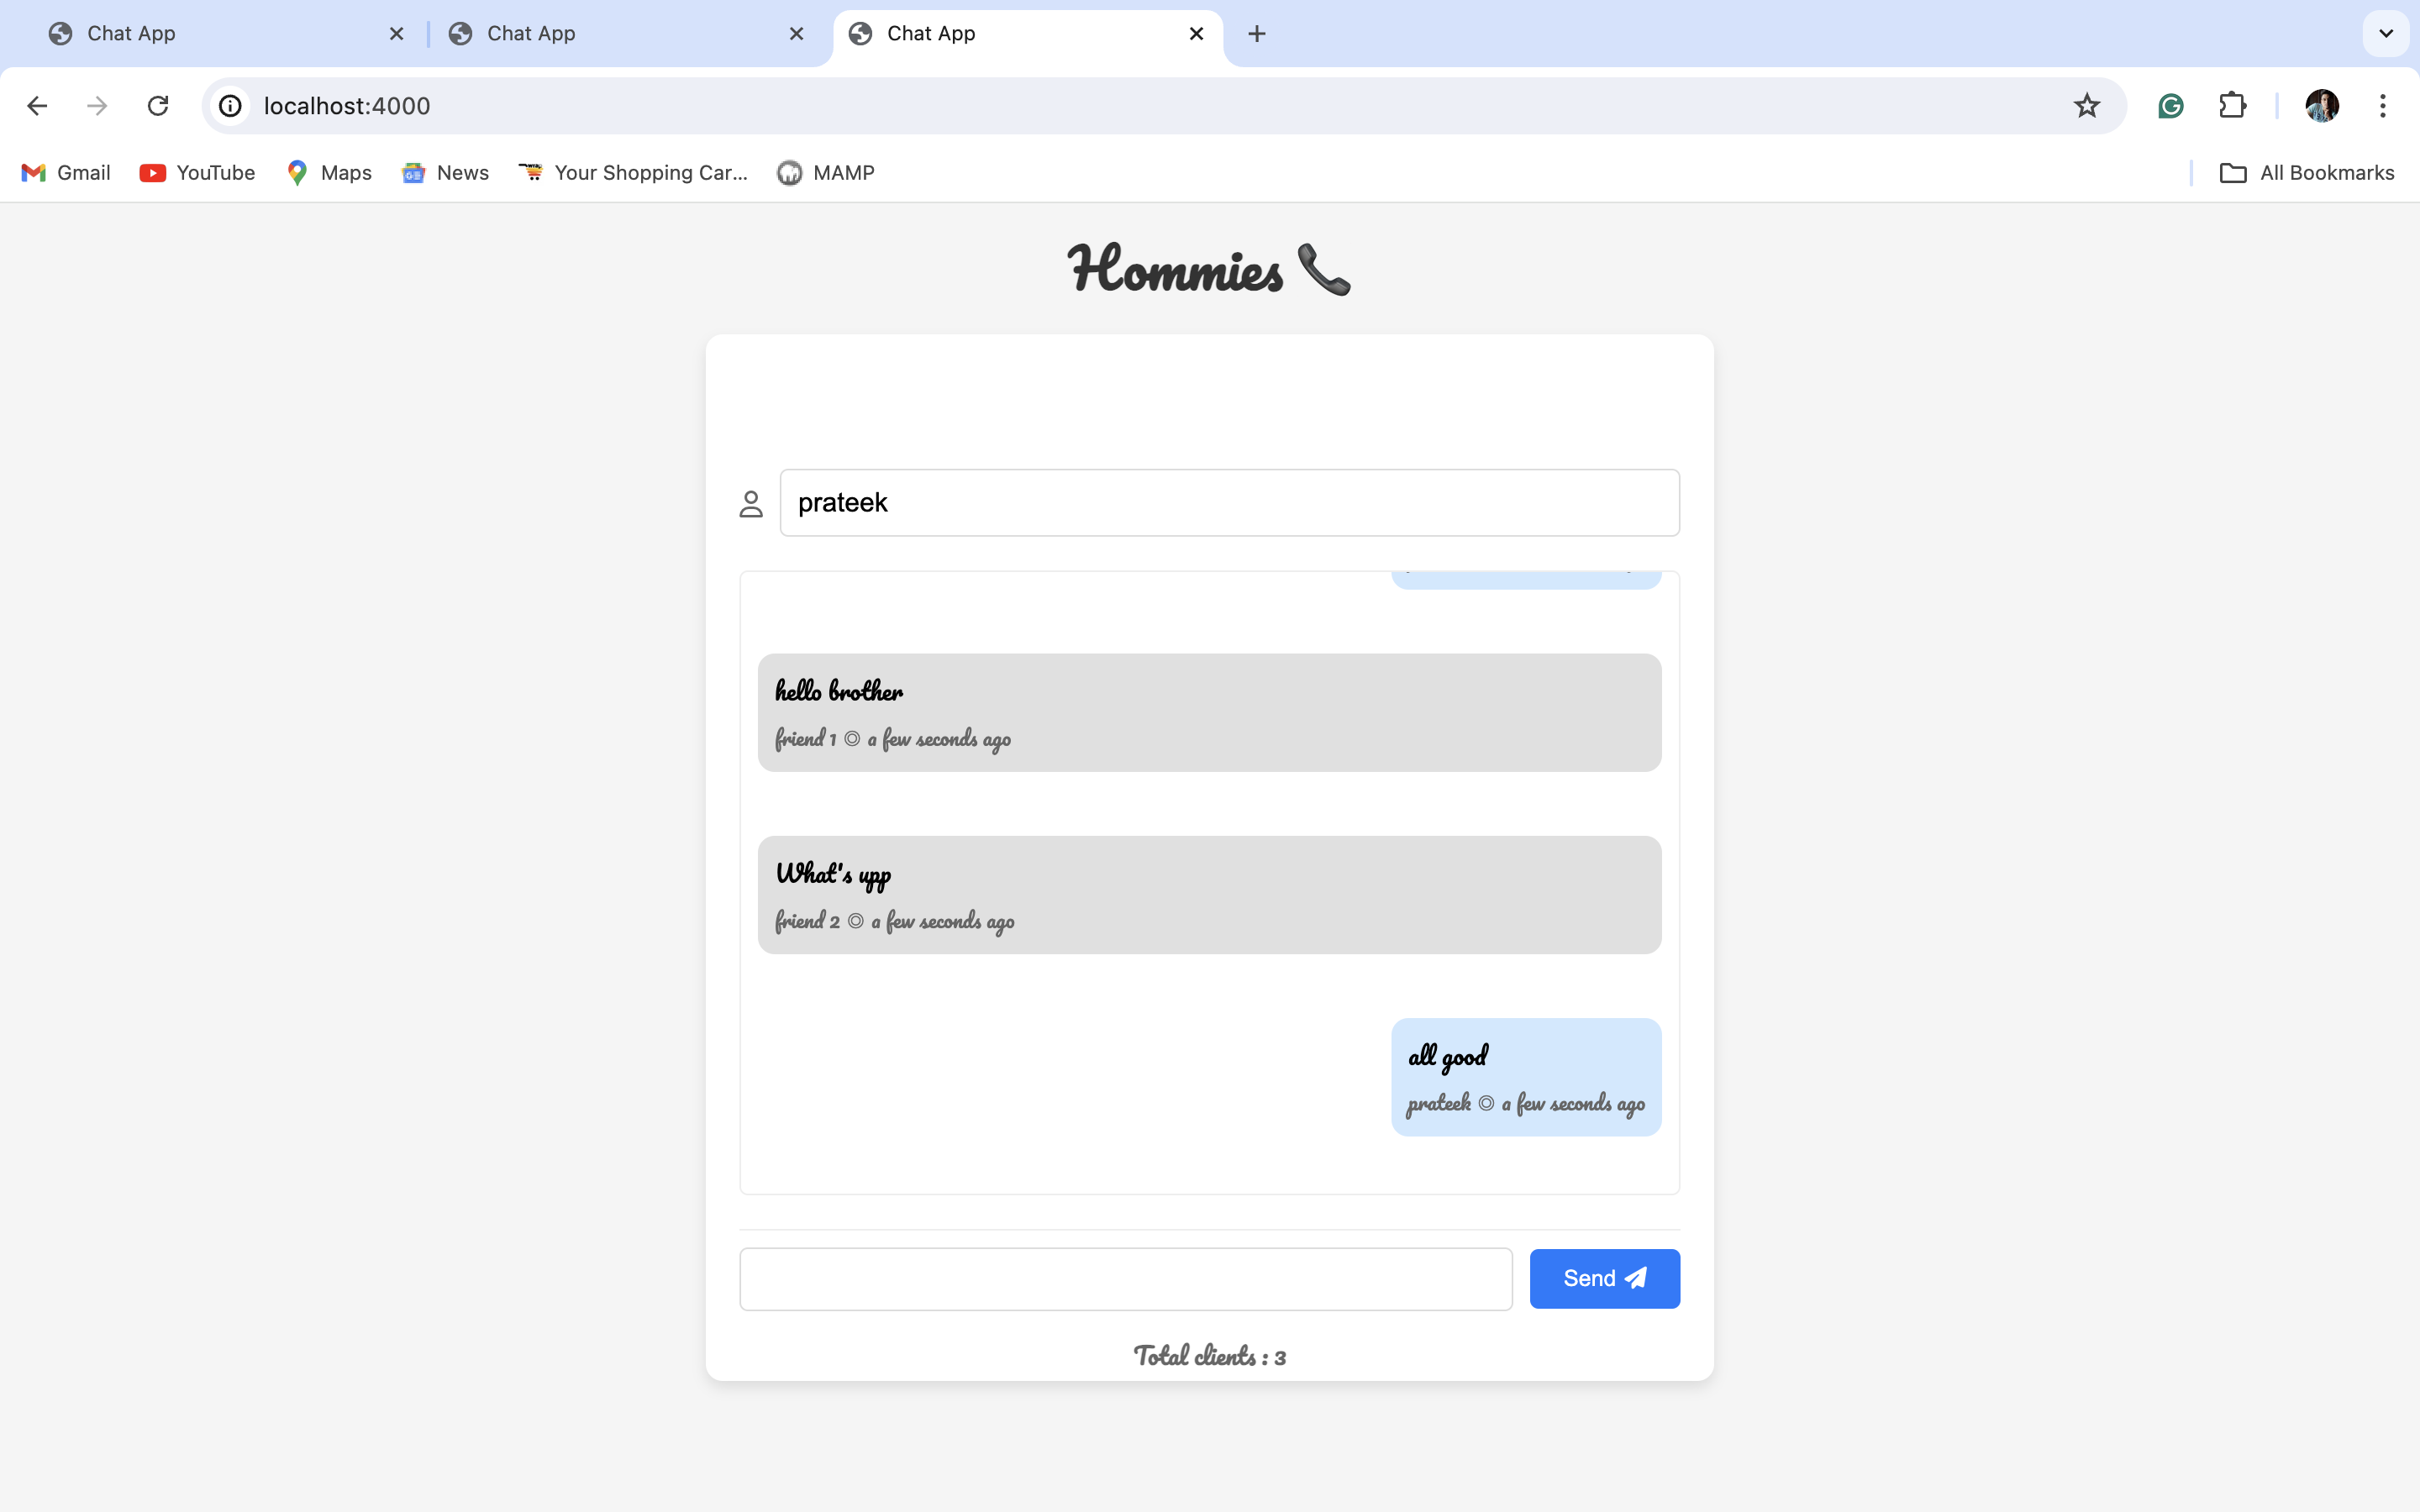 Chat App
Chat App
Chat App
localhost:4000
Gmail YouTube Maps News Your Shopping Car... MAMP All Bookmarks
Hommies 📞
prateek
hello brother
friend 1 ◎ a few seconds ago
What's upp
friend 2 ◎ a few seconds ago
all good
prateek ◎ a few seconds ago
Send
Total clients : 3